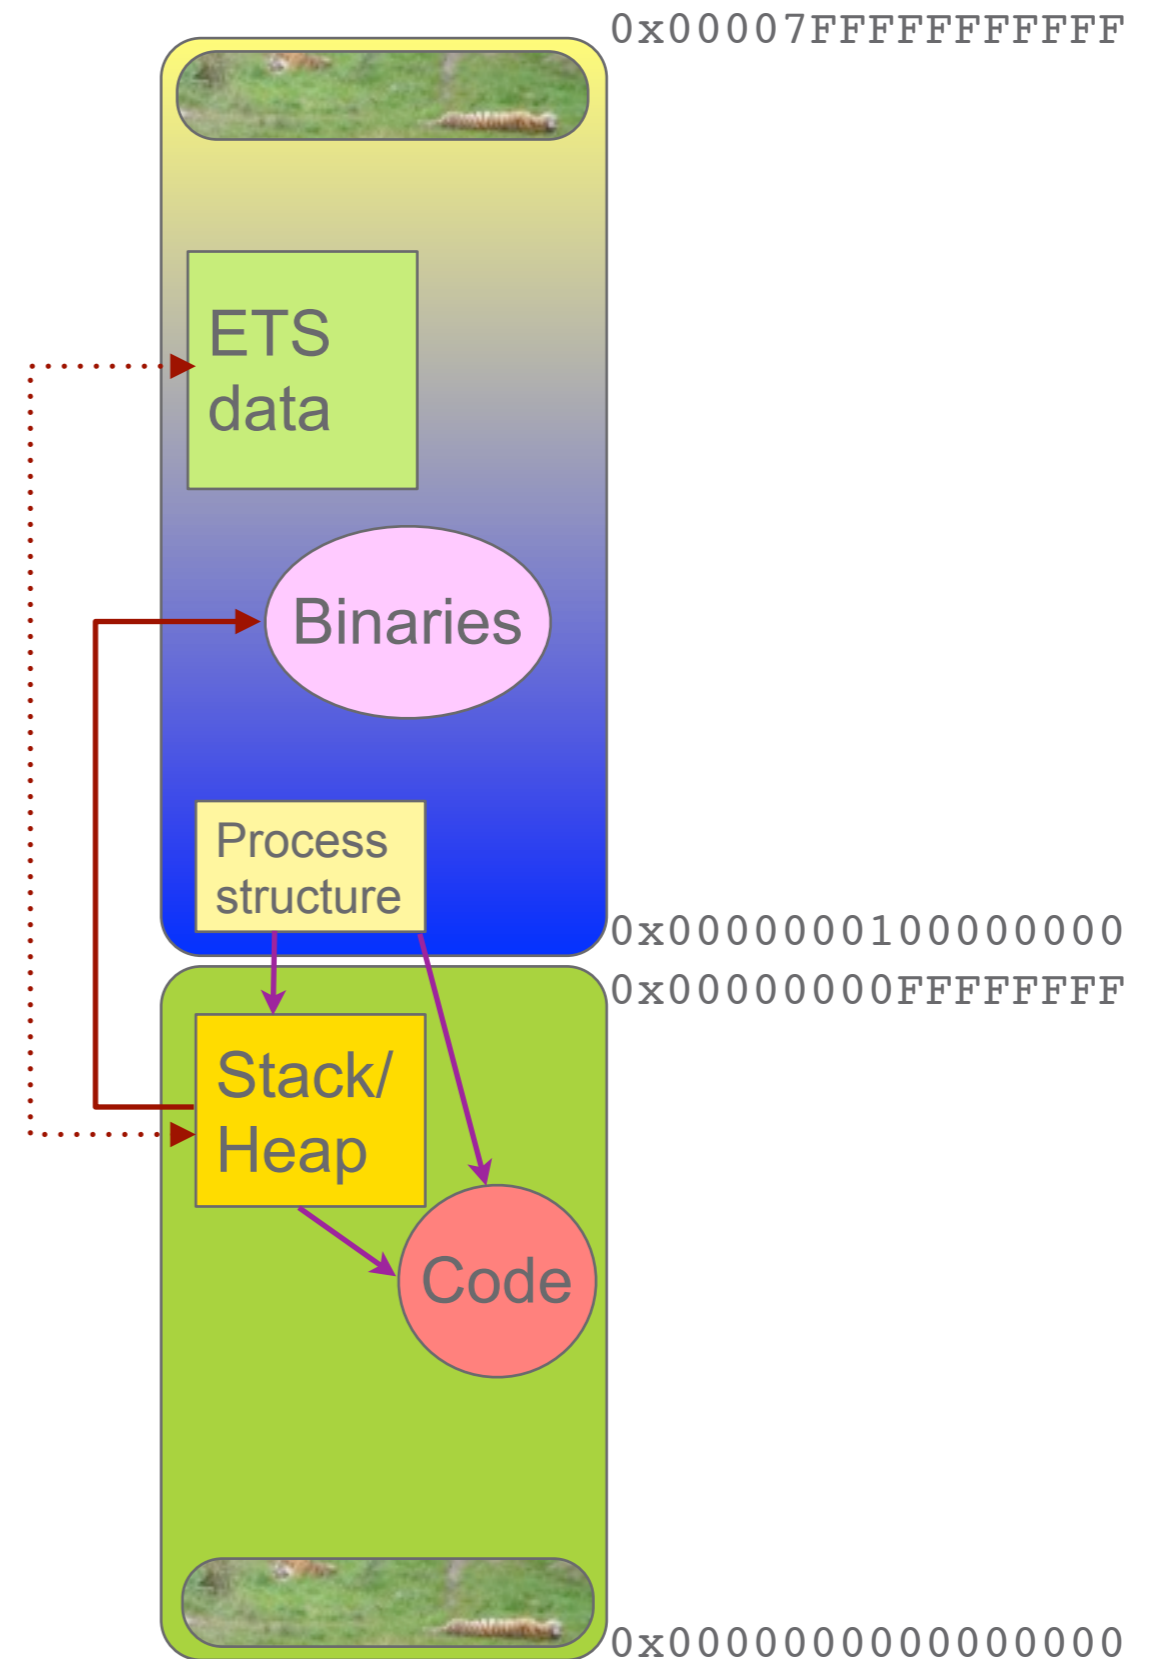 0x00007FFFFFFFFFFF
ETS
data
Binaries
Process
structure
0x0000000100000000
0x00000000FFFFFFFF
Stack/
Heap
Code
0x0000000000000000